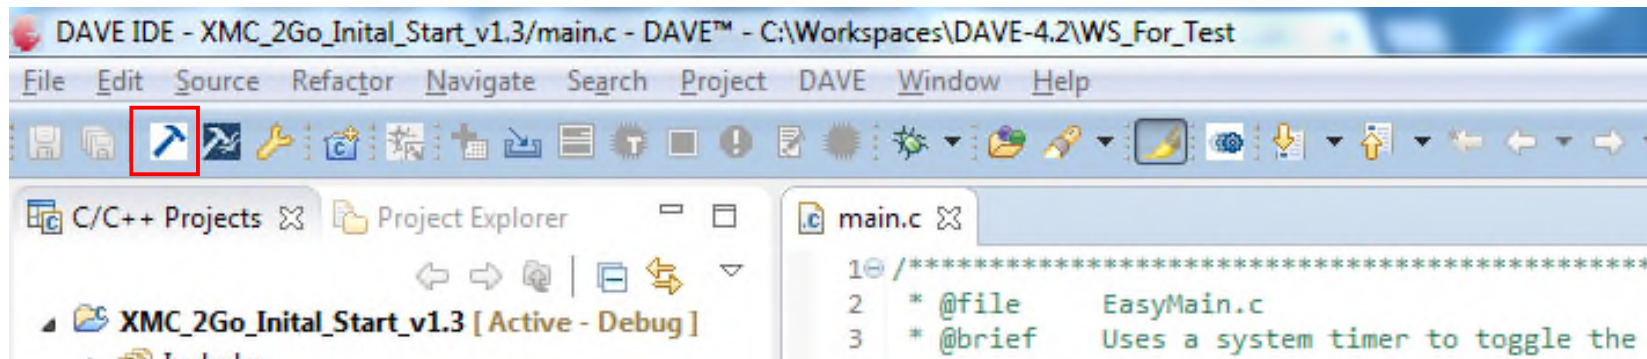 DAVE IDE - XMC_2Go_Inital_Start_v1.3/main.c - DAVE™ - C:\Workspaces\DAVE-4.2\WS_For_Test
File Edit Source Refactor Navigate Search Project DAVE Window Help
C/C++ Projects Project Explorer main.c
1 /**********************************************
XMC_2Go_Inital_Start_v1.3 [ Active - Debug ]
2 * @file EasyMain.c
3 * @brief Uses a system timer to toggle the